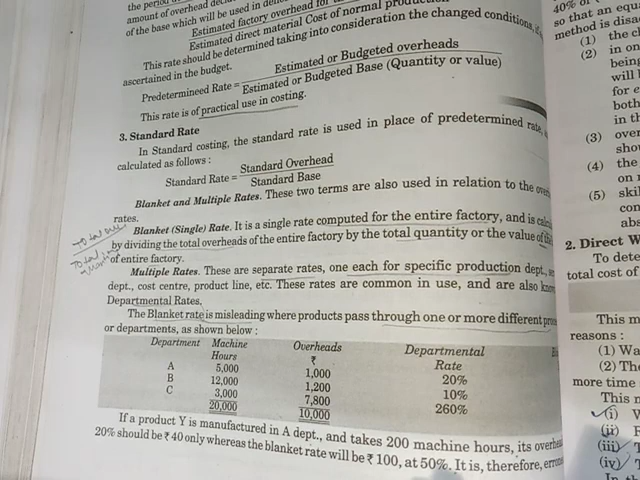 the period
amount of overhead
of the base which will be used in
Estimated factory overhead for
Estimated direct material Cost of normal
This rate should be determined taking into consideration the changed conditions,
ascertained in the budget.
Predetermineed Rate = Estimated or Budgeted overheads
Estimated or Budgeted Base (Quantity or value)
This rate is of practical use in costing.
3. Standard Rate
In Standard costing, the standard rate is used in place of predetermined rate,
calculated as follows :
Standard Rate = Standard Overhead
Standard Base
Blanket and Multiple Rates. These two terms are also used in relation to the
rates.
Blanket (Single) Rate. It is a single rate computed for the entire factory, and is
by dividing the total overheads of the entire factory by the total quantity or the value of
of entire factory.
Multiple Rates. These are separate rates, one each for specific production dept.,
dept., cost centre, product line, etc. These rates are common in use, and are also
Departmental Rates.
The Blanket rate is misleading where products pass through one or more different
or departments, as shown below :
Department Machine Overheads Departmental
Hours ₹ Rate
A 5,000 1,000 20%
B 12,000 1,200 10%
C 3,000 7,800 260%
20,000 10,000
If a product Y is manufactured in A dept., and takes 200 machine hours, its
20% should be ₹ 40 only whereas the blanket rate will be ₹ 100, at 50%. It is, therefore,
40% of
so that an
method is
(1) the
(2) in
being
will
for
both
in
(3)
(4) the
on
(5)
2. Direct
To
total cost of
This
reasons :
(1)
(2)
more time
This
(i)
(ii)
(iii)
(iv)